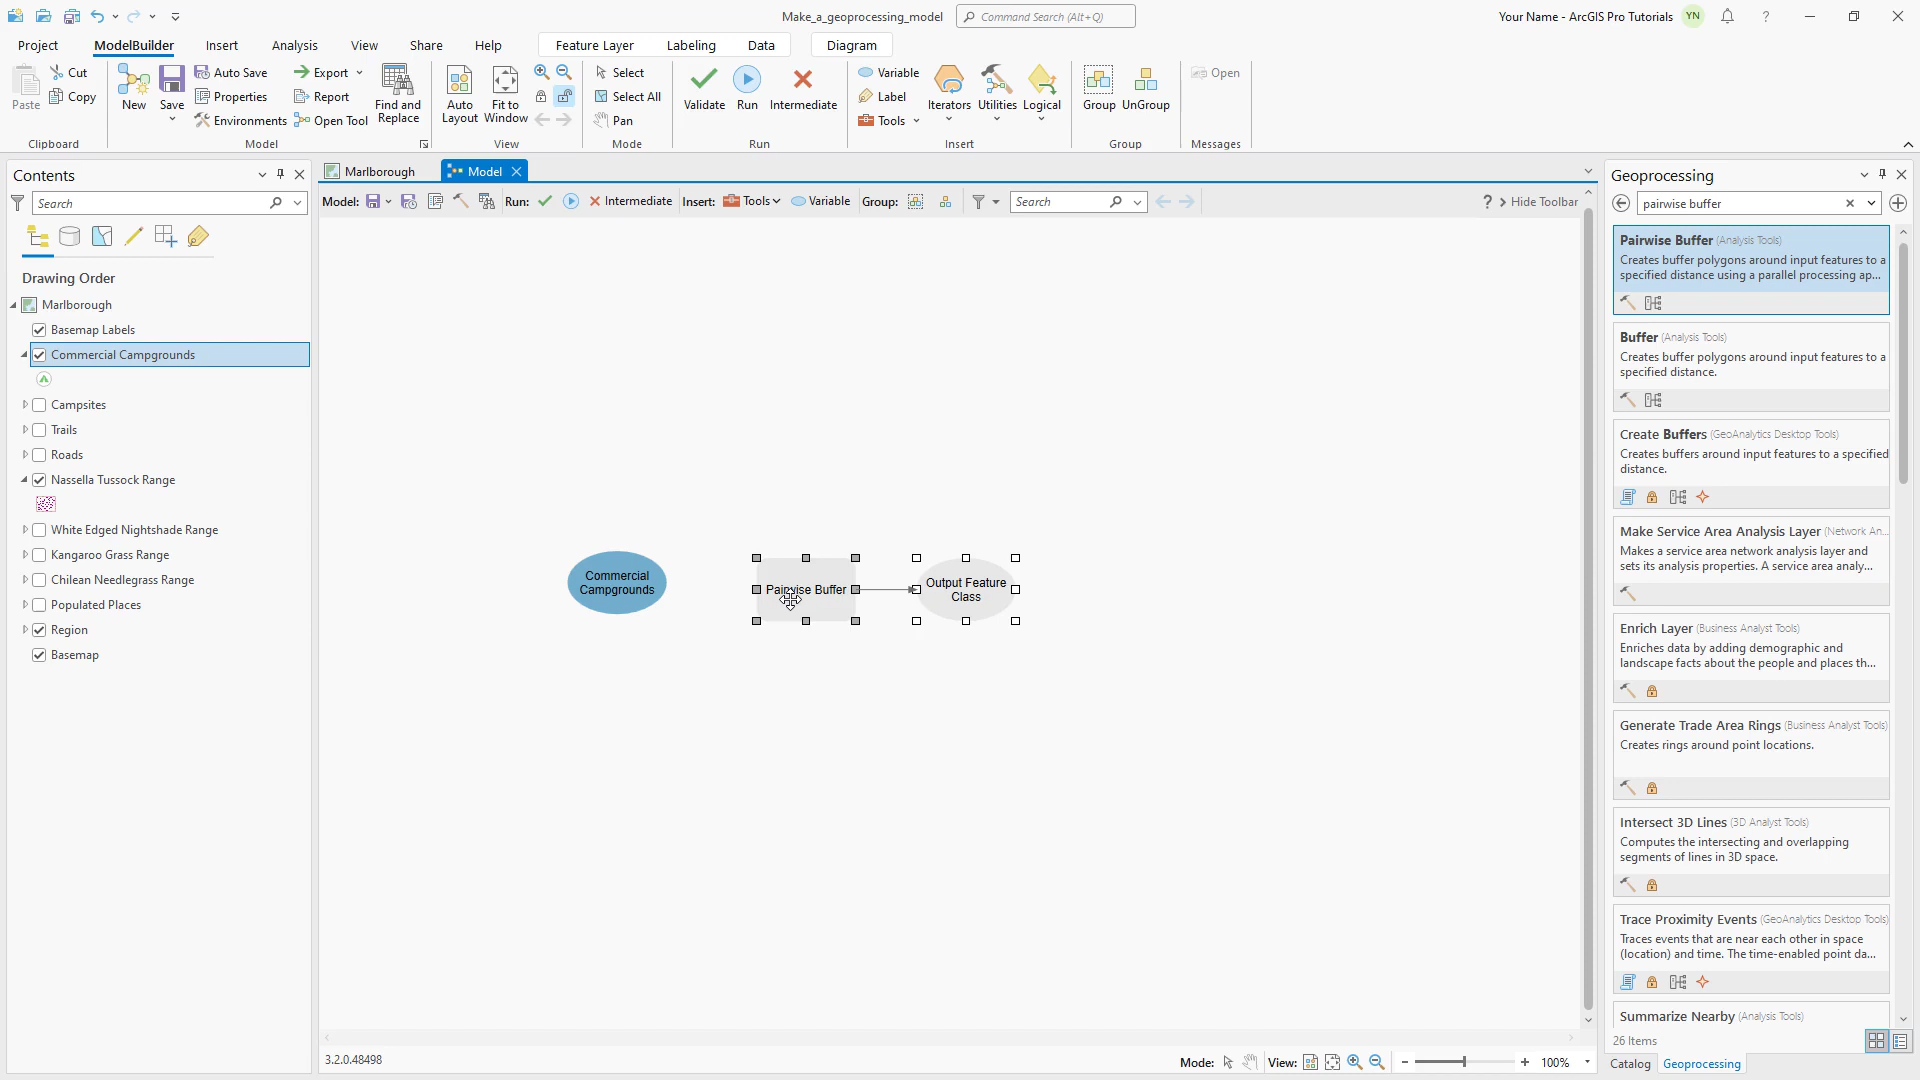 Make_a_geoprocessing_model
Command Search (Alt+Q)
Your Name - ArcGIS Pro Tutorials
YN
?
Project
ModelBuilder
Insert
Analysis
View
Share
Help
Feature Layer
Labeling
Data
Diagram
Paste
Cut
Copy
Clipboard
New
Save
Auto Save
Properties
Environments
Export
Report
Open Tool
Find and Replace
Model
Auto Layout
Fit to Window
View
Select
Select All
Pan
Mode
Validate
Run
Intermediate
Run
Variable
Label
Tools
Iterators
Utilities
Logical
Insert
Group
UnGroup
Group
Open
Messages
Contents
Search
Drawing Order
Marlborough
Basemap Labels
Commercial Campgrounds
Campsites
Trails
Roads
Nassella Tussock Range
White Edged Nightshade Range
Kangaroo Grass Range
Chilean Needlegrass Range
Populated Places
Region
Basemap
Marlborough
Model
Model:
Run:
Intermediate
Insert:
Tools
Variable
Group:
Search
?
Hide Toolbar
Commercial
Campgrounds
Pairwise Buffer
Output Feature
Class
3.2.0.48498
Mode:
View:
100%
Geoprocessing
pairwise buffer
Pairwise Buffer (Analysis Tools)
Creates buffer polygons around input features to a
specified distance using a parallel processing ap...
Buffer (Analysis Tools)
Creates buffer polygons around input features to a
specified distance.
Create Buffers (GeoAnalytics Desktop Tools)
Creates buffers around input features to a specified
distance.
Make Service Area Analysis Layer (Network An...
Makes a service area network analysis layer and
sets its analysis properties. A service area analy...
Enrich Layer (Business Analyst Tools)
Enriches data by adding demographic and
landscape facts about the people and places th...
Generate Trade Area Rings (Business Analyst Tools)
Creates rings around point locations.
Intersect 3D Lines (3D Analyst Tools)
Computes the intersecting and overlapping
segments of lines in 3D space.
Trace Proximity Events (GeoAnalytics Desktop Tools)
Traces events that are near each other in space
(location) and time. The time-enabled point da...
Summarize Nearby (Analysis Tools)
26 Items
Catalog
Geoprocessing